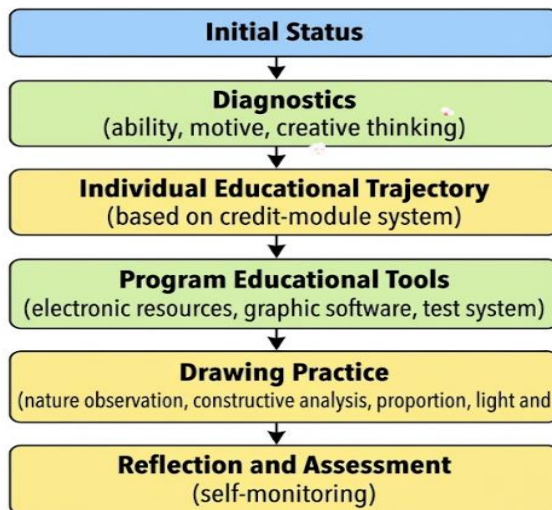 Initial Status
Diagnostics
(ability, motive, creative thinking)
Individual Educational Trajectory
(based on credit-module system)
Program Educational Tools
(electronic resources, graphic software, test system)
Drawing Practice
(nature observation, constructive analysis, proportion, light and
Reflection and Assessment
(self-monitoring)